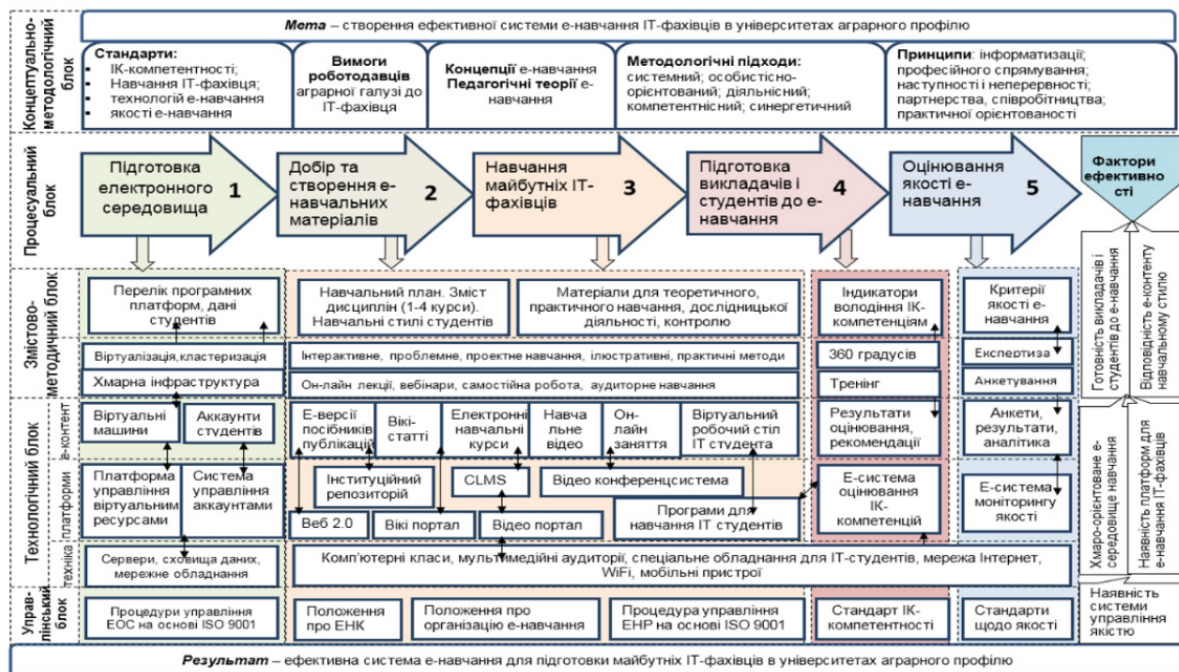 Мета – створення ефективної системи е-навчання ІТ-фахівців в університетах аграрного профілю
Концептуально-
методологічний
блок
Стандарти:
▪ ІК-компетентності;
▪ Навчання ІТ-фахівця;
▪ технологій е-навчання
▪ якості е-навчання
Вимоги
роботодавців
аграрної галузі до
ІТ-фахівця
Концепції е-навчання
Педагогічні теорії е-
навчання
Методологічні підходи:
системний; особистісно-
орієнтований; діяльнісний;
компетентнісний; синергетичний
Принципи: інформатизації;
професійного спрямування;
наступності і неперервності;
партнерства, співробітництва;
практичної орієнтованості
Процесуальний
блок
Підготовка
електронного
середовища
1
Добір та
створення е-
навчальних
матеріалів
2
Навчання
майбутніх ІТ-
фахівців
3
Підготовка
викладачів і
студентів до е-
навчання
4
Оцінювання
якості е-
навчання
5
Фактори
ефективно
сті
Змістово-
методичний блок
Перелік програмних
платформ, дані
студентів
Навчальний план. Зміст
дисциплін (1-4 курси).
Навчальні стилі студентів
Матеріали для теоретичного,
практичного навчання, дослідницької
діяльності, контролю
Індикатори
володіння ІК-
компетенціям
Критерії
якості е-
навчання
Віртуалізація,кластеризація
Інтерактивне, проблемне, проектне навчання, ілюстративні, практичні методи
360 градусів
Експертиза
Хмарна інфраструктура
Он-лайн лекції, вебінари, самостійна робота, аудиторне навчання
Тренінг
Анкетування
Готовність викладачів і
студентів до е-навчання
Відповідність е-контенту
навчальному стилю
Технологічний блок
е-контент
Віртуальні
машини
Аккаунти
студентів
Е-версії
посібників
публікацій
Вікі-
статті
Електронні
навчальні
курси
Навча
льне
відео
Он-
лайн
заняття
Віртуальний
робочий стіл
ІТ студента
Результати
оцінювання,
рекомендації
Анкети,
результати,
аналітика
платформи
Платформа
управління
віртуальним
ресурсами
Система
управління
аккаунтами
Інституційний
репозиторій
CLMS
Відео конференцсистема
Веб 2.0
Вікі портал
Відео портал
Програми для
навчання ІТ студентів
Е-система
оцінювання
ІК-
компетенцій
Е-система
моніторингу
якості
техніка
Сервери, сховища даних,
мережне обладнання
Комп'ютерні класи, мультимедійні аудиторії, спеціальне обладнання для ІТ-студентів, мережа Інтернет,
WiFi, мобільні пристрої
Хмаро-орієнтоване е-
середовище навчання
Наявність платформ для
е-навчання ІТ-фахівців
Управ-
лінський
блок
Процедури управління
ЕОС на основі ISO 9001
Положення
про ЕНК
Положення про
організацію е-навчання
Процедура управління
ЕНР на основі ISO 9001
Стандарт ІК-
компетентності
Стандарти
щодо якості
Наявність
системи
управління
якістю
Результат – ефективна система е-навчання для підготовки майбутніх ІТ-фахівців в університетах аграрного профілю